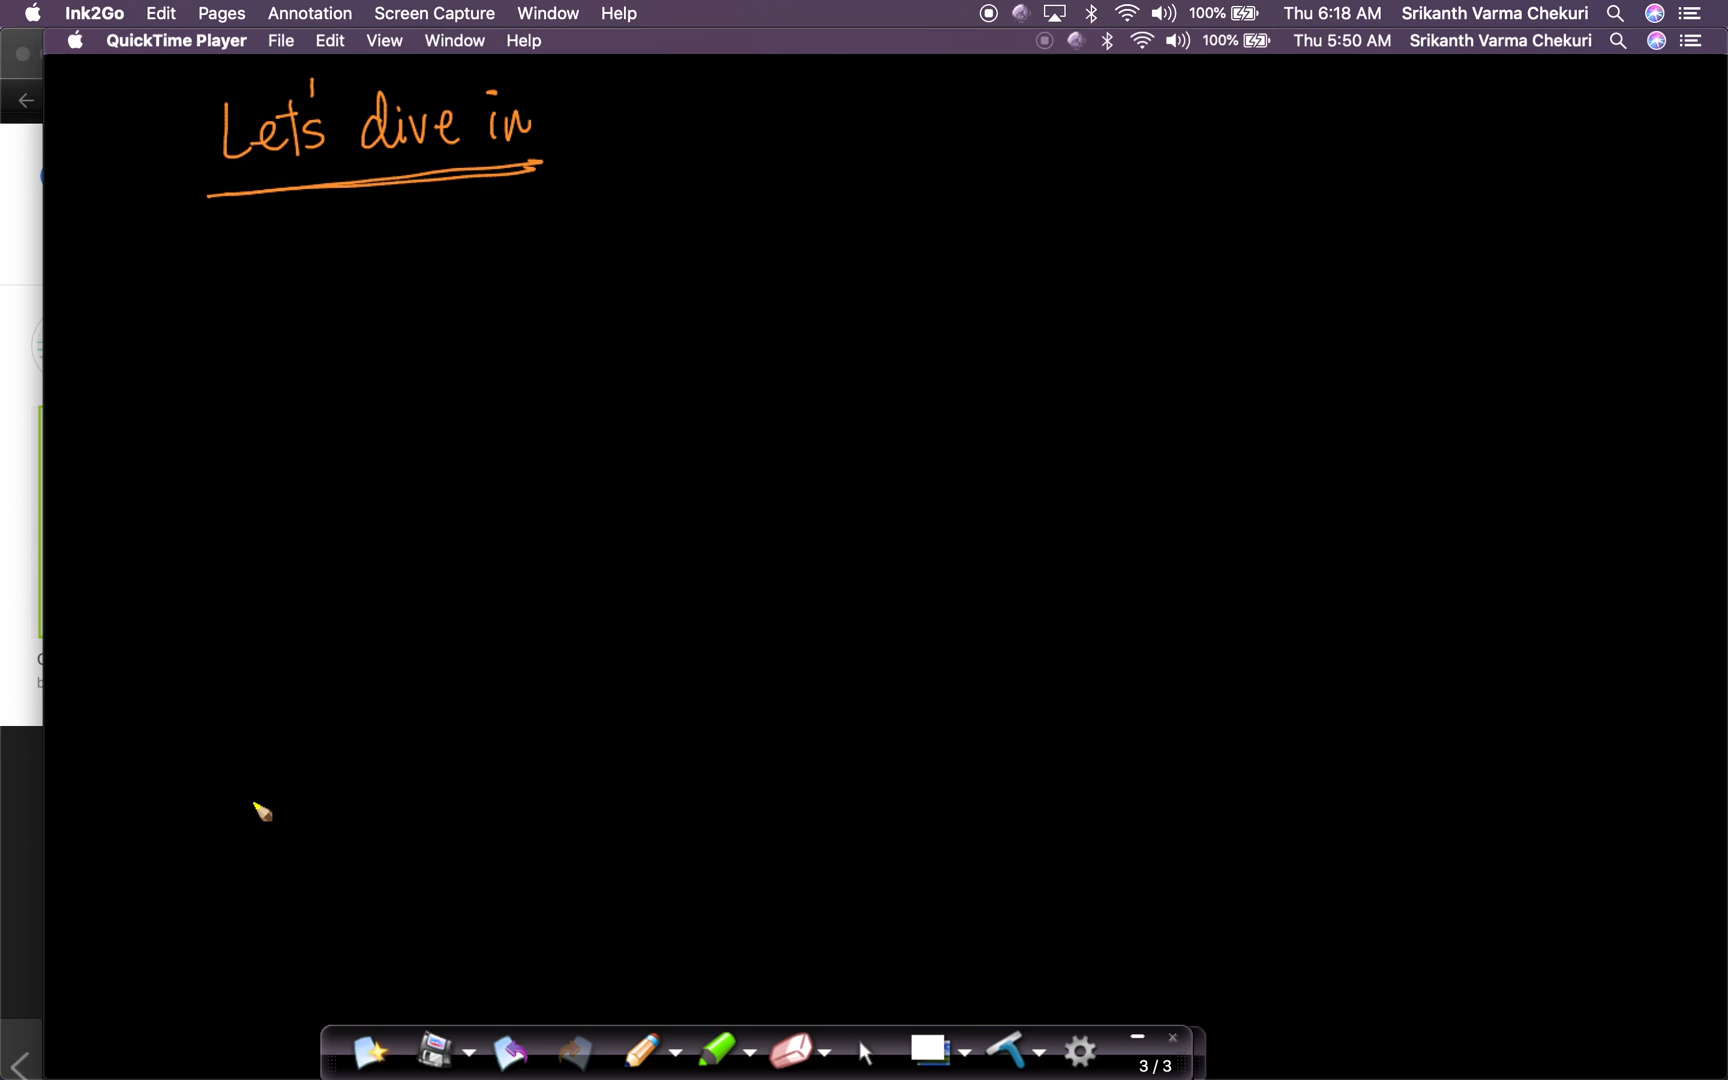 Ink2Go Edit Pages Annotation Screen Capture Window Help 100% Thu 6:18 AM Srikanth Varma Chekuri
QuickTime Player File Edit View Window Help 100% Thu 5:50 AM Srikanth Varma Chekuri
Let's dive in
3 / 3